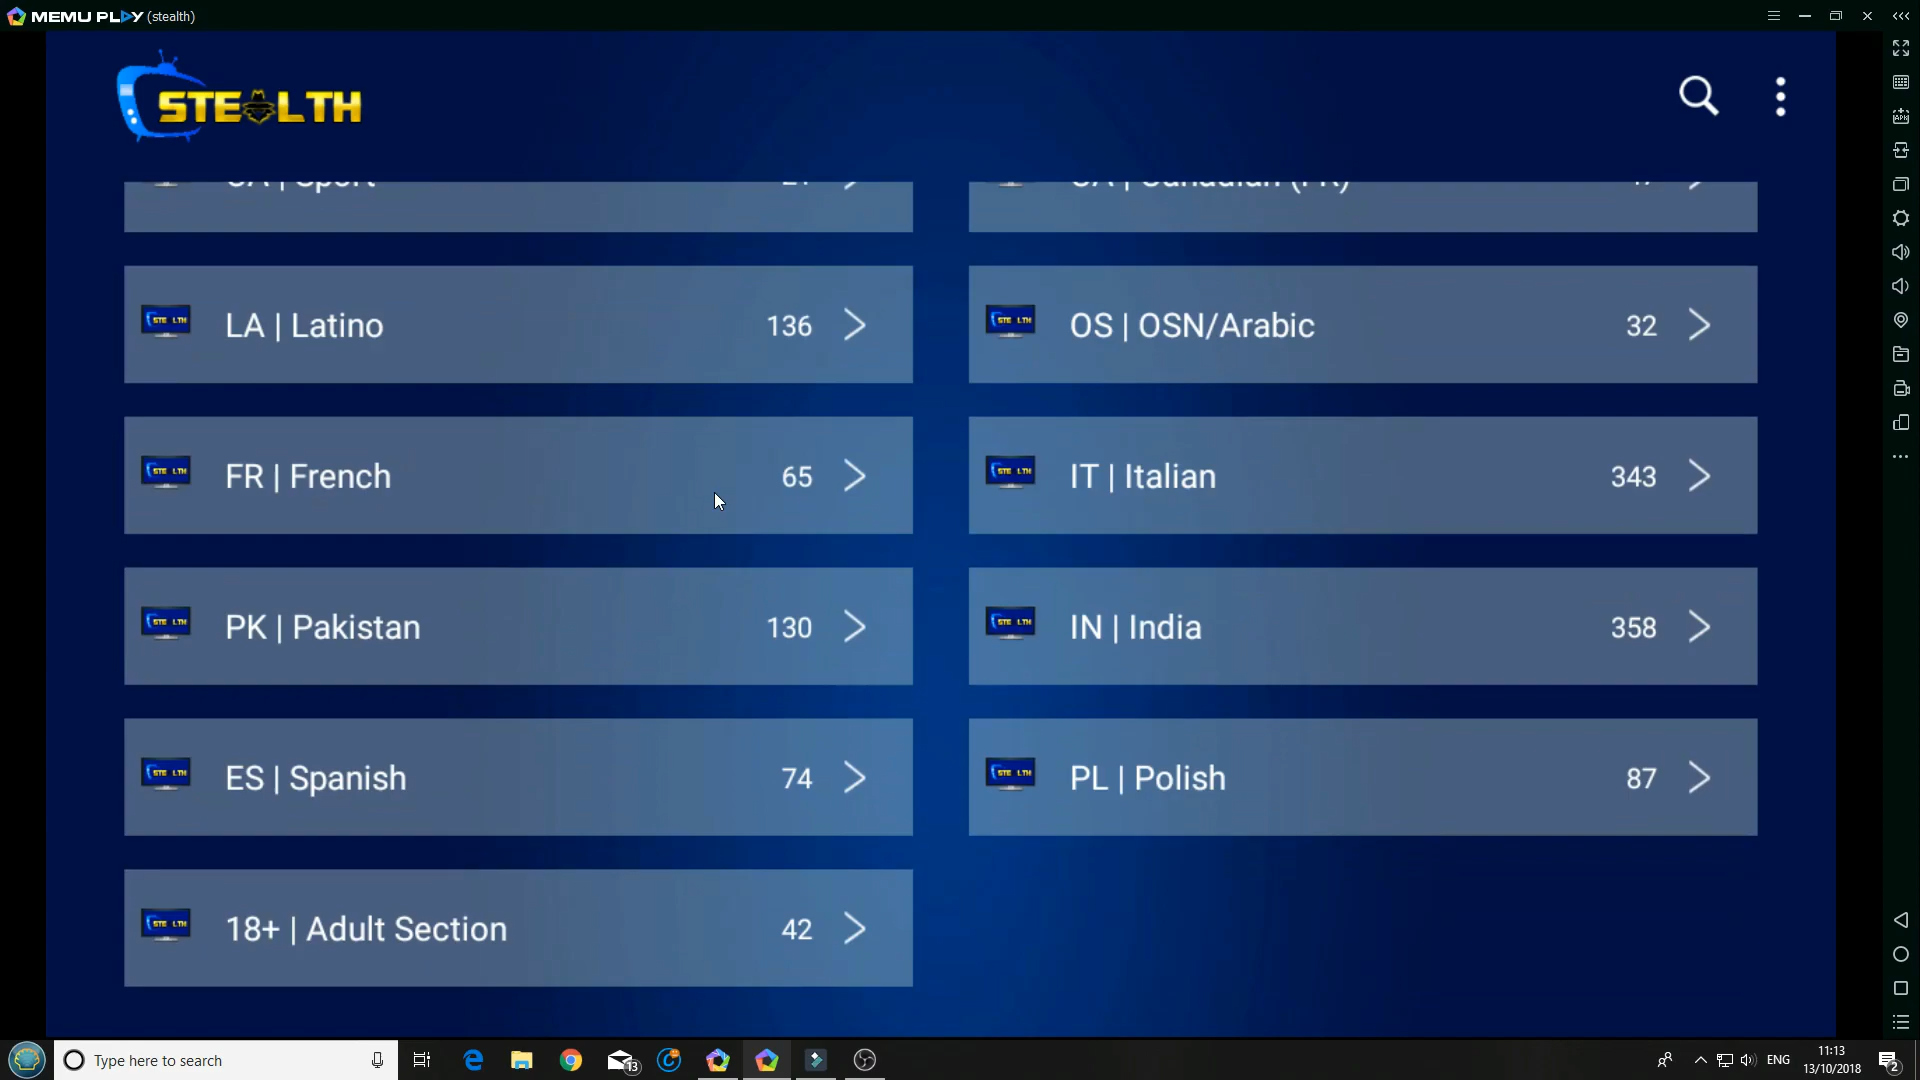 MEMU PLAY (stealth)
STEALTH
LA | Latino 136
OS | OSN/Arabic 32
FR | French 65
IT | Italian 343
PK | Pakistan 130
IN | India 358
ES | Spanish 74
PL | Polish 87
18+ | Adult Section 42
Type here to search
13
ENG
11:13
13/10/2018
2